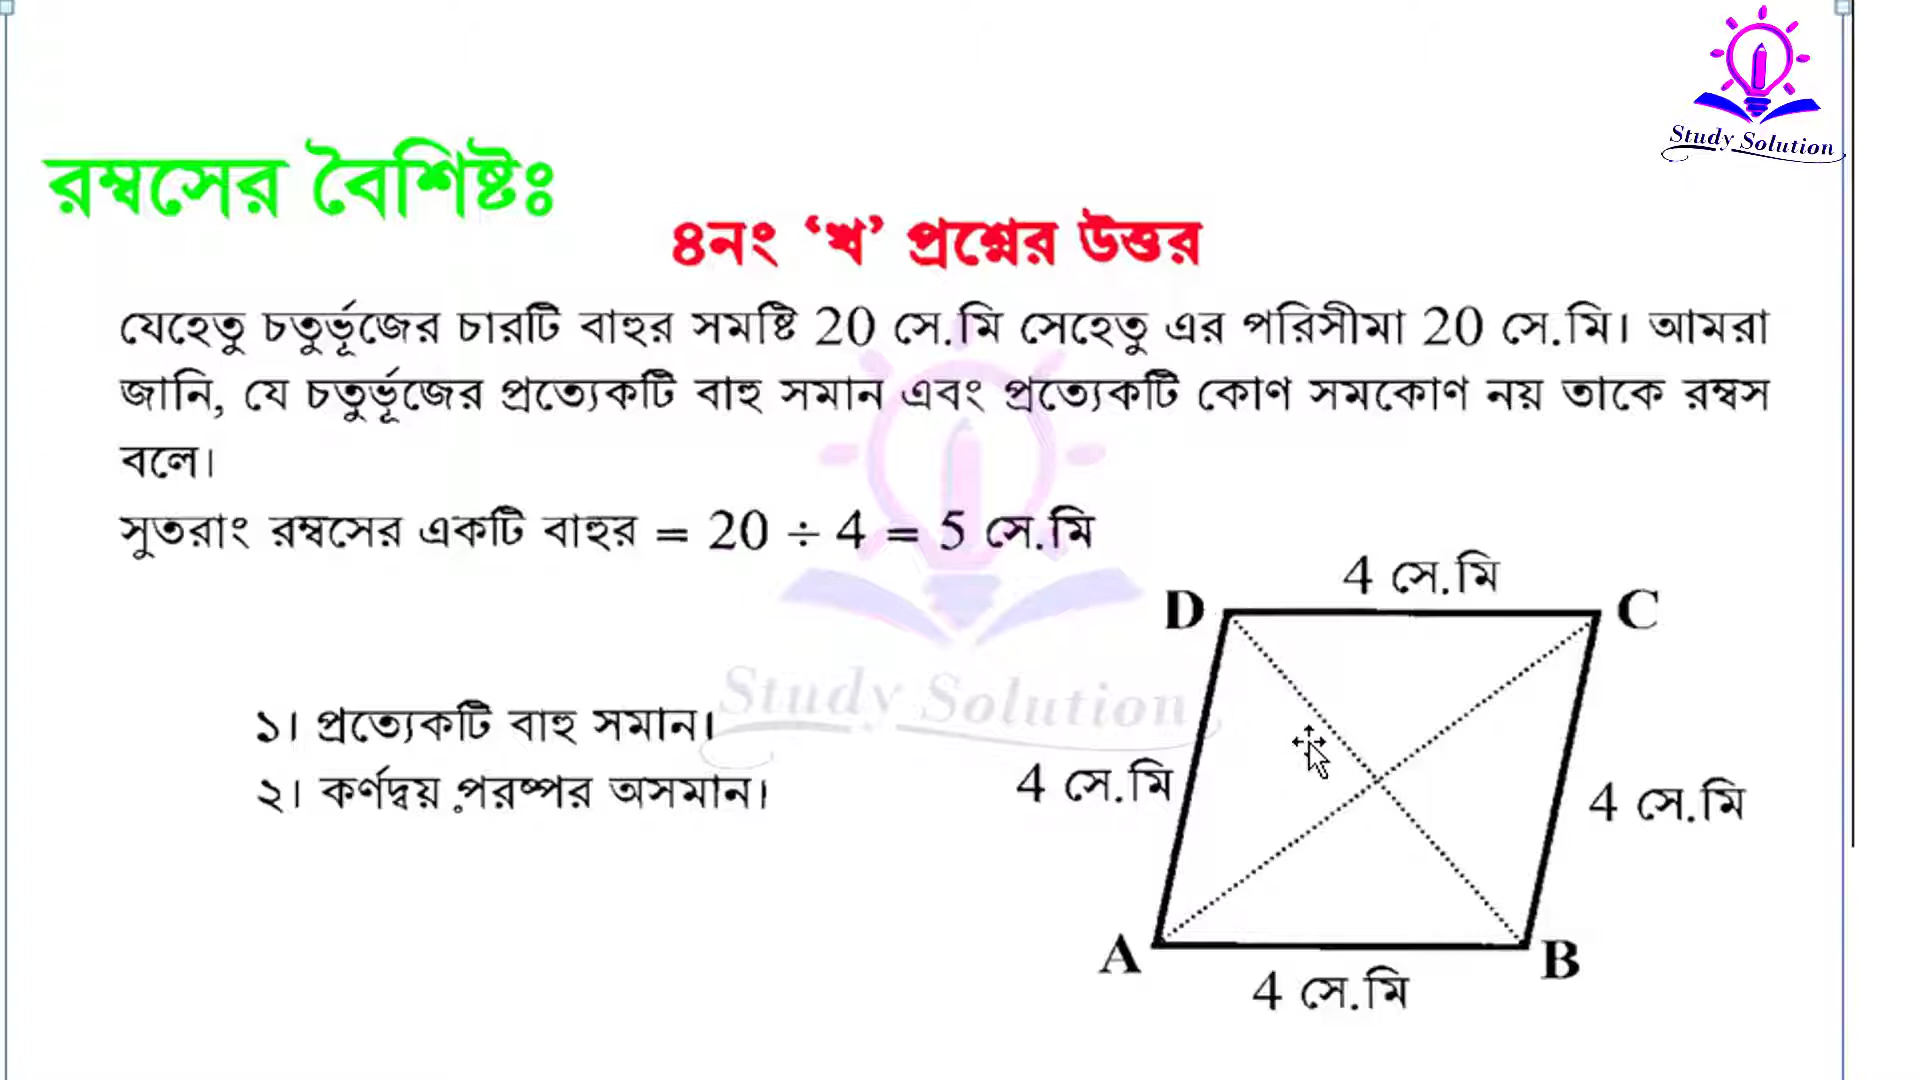 Study Solution
রম্বসের বৈশিষ্টঃ
৪নং ‘খ’ প্রশ্নের উত্তর
যেহেতু চতুর্ভূজের চারটি বাহুর সমষ্টি 20 সে.মি সেহেতু এর পরিসীমা 20 সে.মি। আমরা
জানি, যে চতুর্ভূজের প্রত্যেকটি বাহু সমান এবং প্রত্যেকটি কোণ সমকোণ নয় তাকে রম্বস
বলে।
সুতরাং রম্বসের একটি বাহুর = 20 ÷ 4 = 5 সে.মি
4 সে.মি
D
C
Study Solution
১। প্রত্যেকটি বাহু সমান।
২। কর্ণদ্বয় পরষ্পর অসমান।
4 সে.মি
4 সে.মি
A
B
4 সে.মি